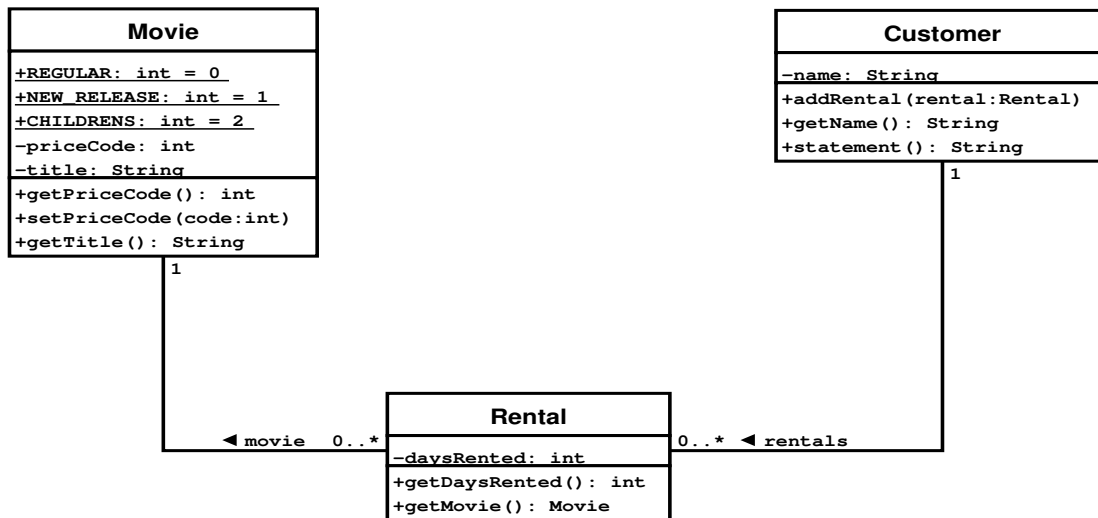 Movie
+REGULAR: int = 0
+NEW_RELEASE: int = 1
+CHILDRENS: int = 2
-priceCode: int
-title: String
+getPriceCode(): int
+setPriceCode(code:int)
+getTitle(): String
1
Customer
-name: String
+addRental(rental:Rental)
+getName(): String
+statement(): String
1
◄ movie 0..*
Rental
-daysRented: int
+getDaysRented(): int
+getMovie(): Movie
0..* ◄ rentals